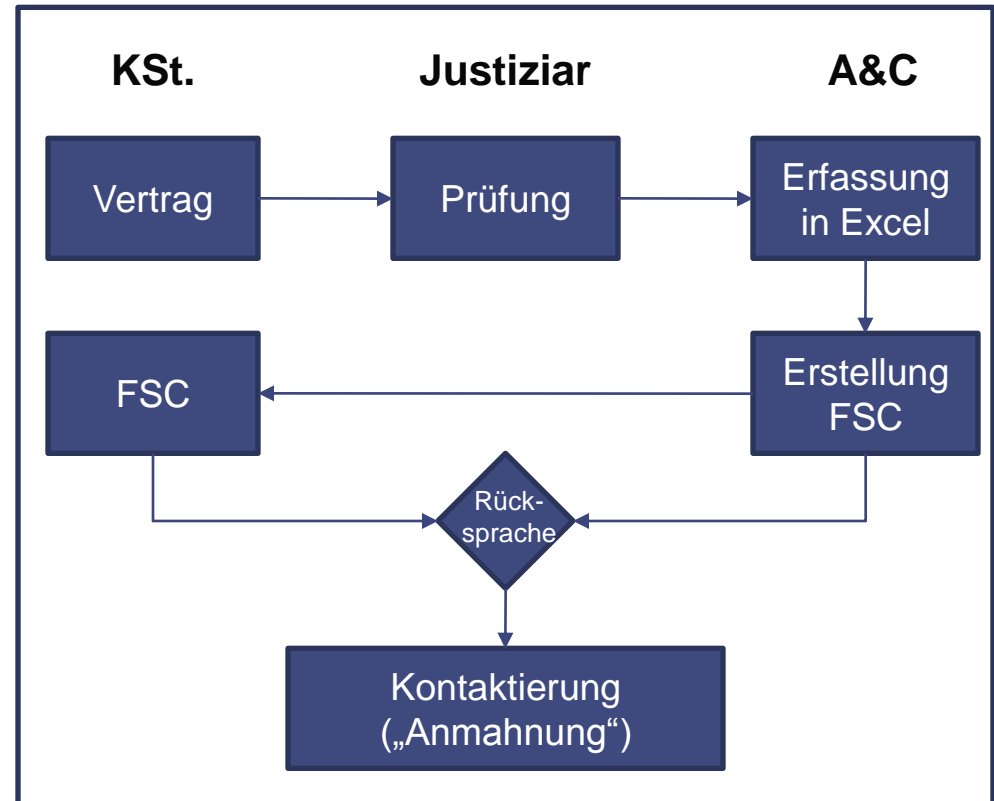 KSt.
Justiziar
A&C
Vertrag
Prüfung
Erfassung
in Excel
FSC
Erstellung
FSC
Rück-
sprache
Kontaktierung
(„Anmahnung“)